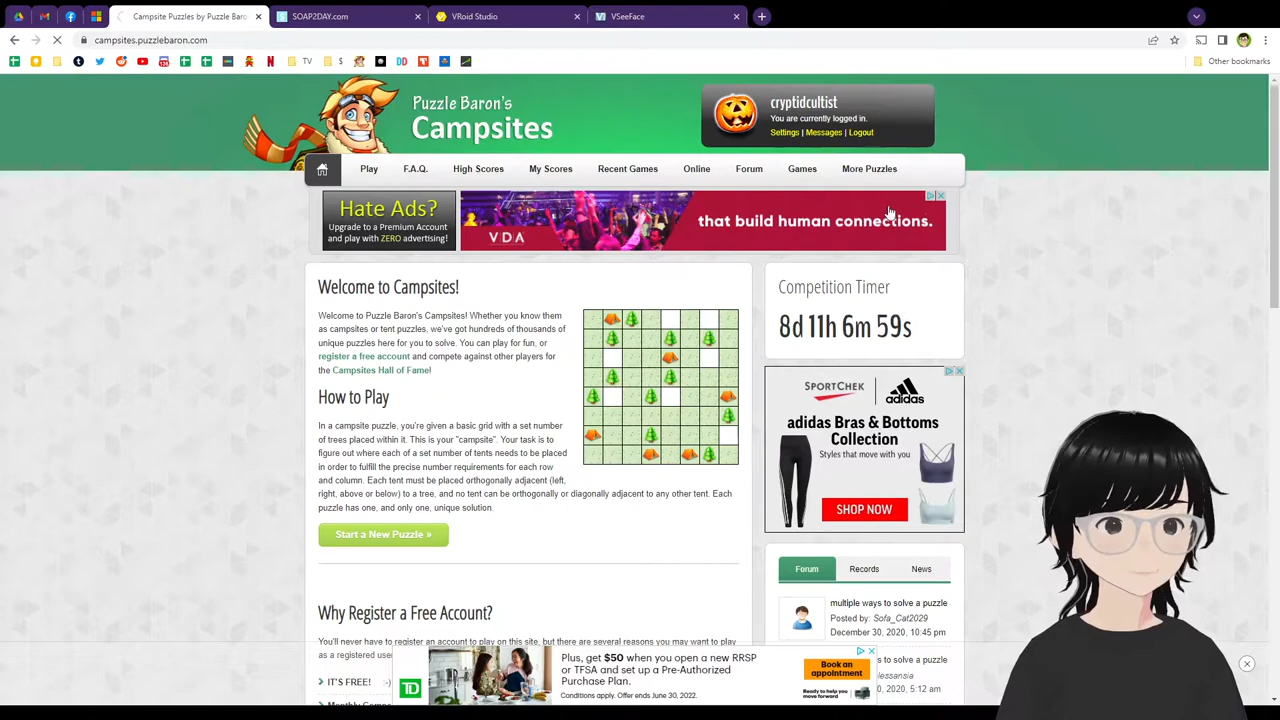 Campsite Puzzles by Puzzle Baron
SOAP2DAY.com
VRoid Studio
VSeeFace
campsites.puzzlebaron.com
TV
$
DD
Other bookmarks
Puzzle Baron's
Campsites
cryptidcultist
You are currently logged in.
Settings | Messages | Logout
Play
F.A.Q.
High Scores
My Scores
Recent Games
Online
Forum
Games
More Puzzles
Hate Ads?
Upgrade to a Premium Account
and play with ZERO advertising!
VDA
that build human connections.
Welcome to Campsites!
Welcome to Puzzle Baron's Campsites! Whether you know them
as campsites or tent puzzles, we've got hundreds of thousands of
unique puzzles here for you to solve. You can play for fun, or
register a free account and compete against other players for
the Campsites Hall of Fame!
How to Play
In a campsite puzzle, you're given a basic grid with a set number
of trees placed within it. This is your "campsite". Your task is to
figure out where each of a set number of tents needs to be placed
in order to fulfill the precise number requirements for each row
and column. Each tent must be placed orthogonally adjacent (left,
right, above or below) to a tree, and no tent can be orthogonally or diagonally adjacent to any other tent. Each
puzzle has one, and only one, unique solution.
Start a New Puzzle »
Why Register a Free Account?
You'll never have to register an account to play on this site, but there are several reasons you may want to play
as a registered use
IT'S FREE! :-)
Competition Timer
8d 11h 6m 59s
SPORTCHEK
adidas
adidas Bras & Bottoms
Collection
Styles that move with you
SHOP NOW
Forum
Records
News
multiple ways to solve a puzzle
Posted by: Sofa_Cat2029
December 30, 2020, 10:45 pm
s to solve a puzzle
lessansia
0, 2020, 5:12 am
TD
Plus, get $50 when you open a new RRSP
or TFSA and set up a Pre-Authorized
Purchase Plan.
Conditions apply. Offer ends June 30, 2022.
Book an
appointment
Ready to help you
move forward